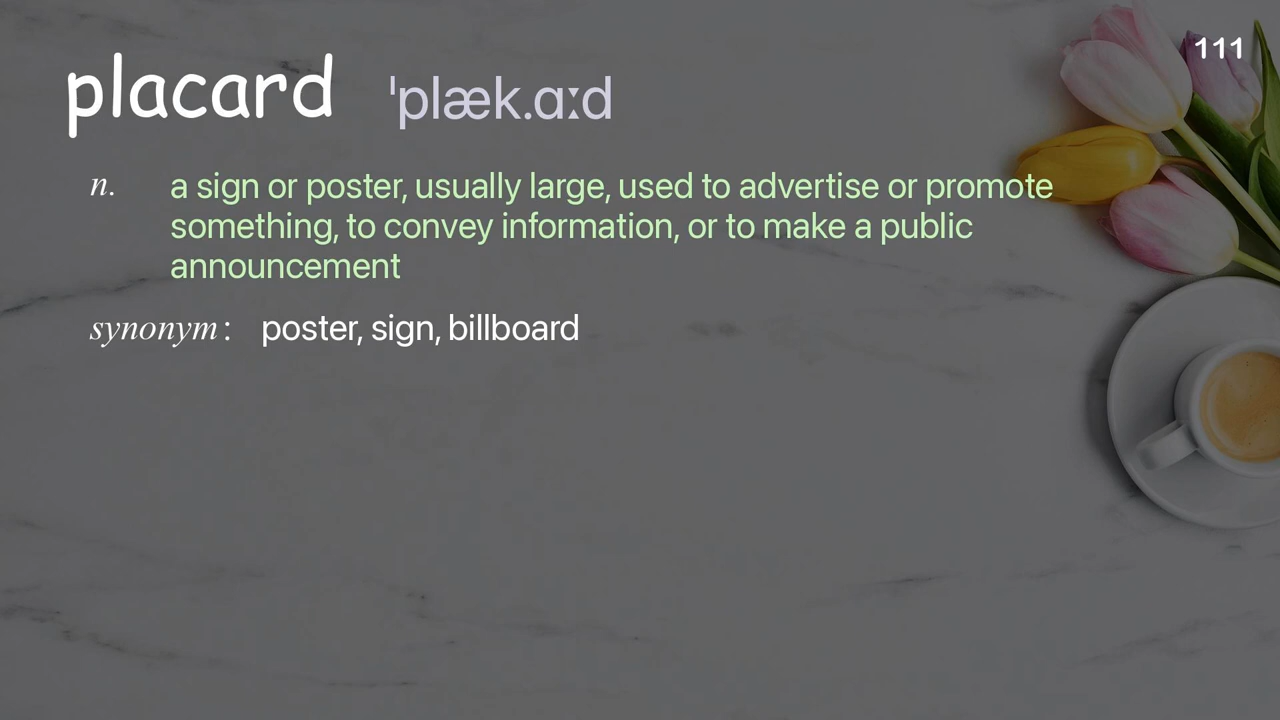 111
placard ˈplæk.ɑːd
n. a sign or poster, usually large, used to advertise or promote
something, to convey information, or to make a public
announcement
synonym: poster, sign, billboard